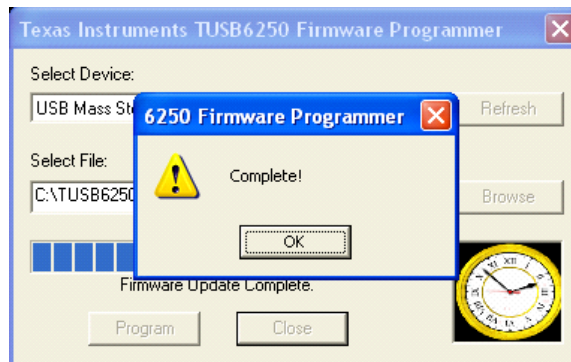 Texas Instruments TUSB6250 Firmware Programmer
Select Device:
USB Mass
Refresh
6250 Firmware Programmer
Complete!
OK
Select File:
C:\TUSB6250
Browse
Firmware Update Complete.
Program
Close